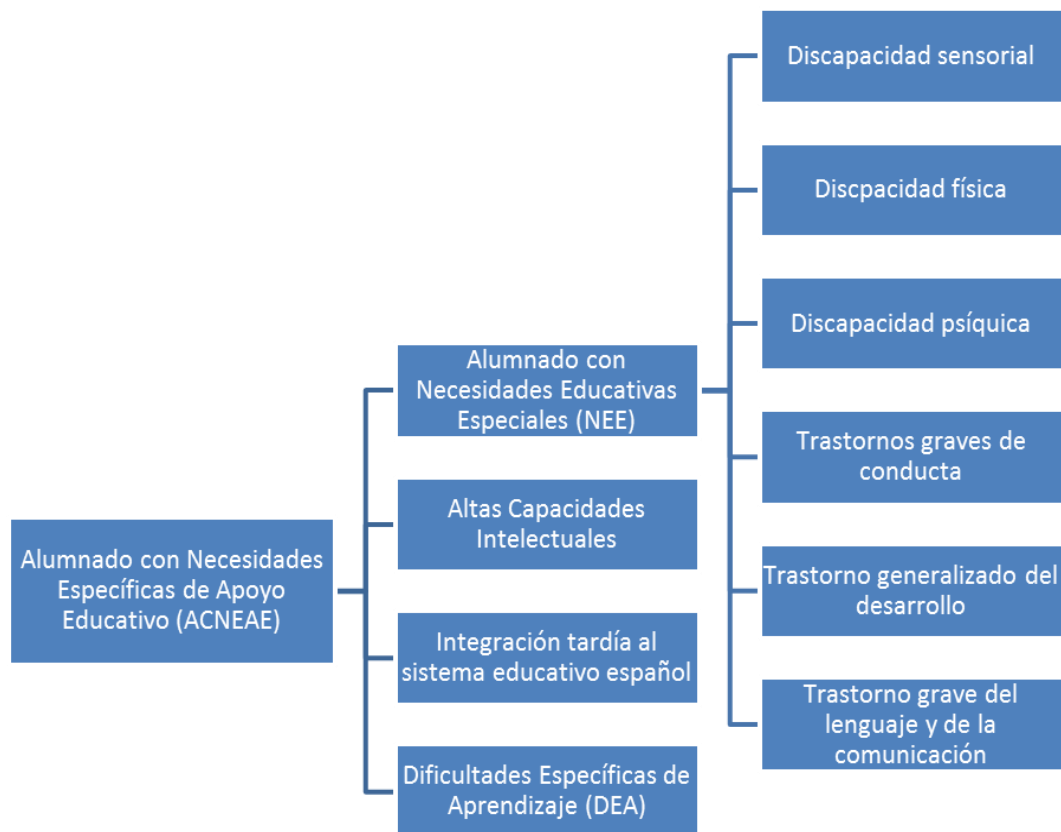 Alumnado con Necesidades
Específicas de Apoyo
Educativo (ACNEAE)
Alumnado con
Necesidades Educativas
Especiales (NEE)
Altas Capacidades
Intelectuales
Integración tardía al
sistema educativo español
Dificultades Específicas de
Aprendizaje (DEA)
Discapacidad sensorial
Discpacidad física
Discapacidad psíquica
Trastornos graves de
conducta
Trastorno generalizado del
desarrollo
Trastorno grave del
lenguaje y de la
comunicación